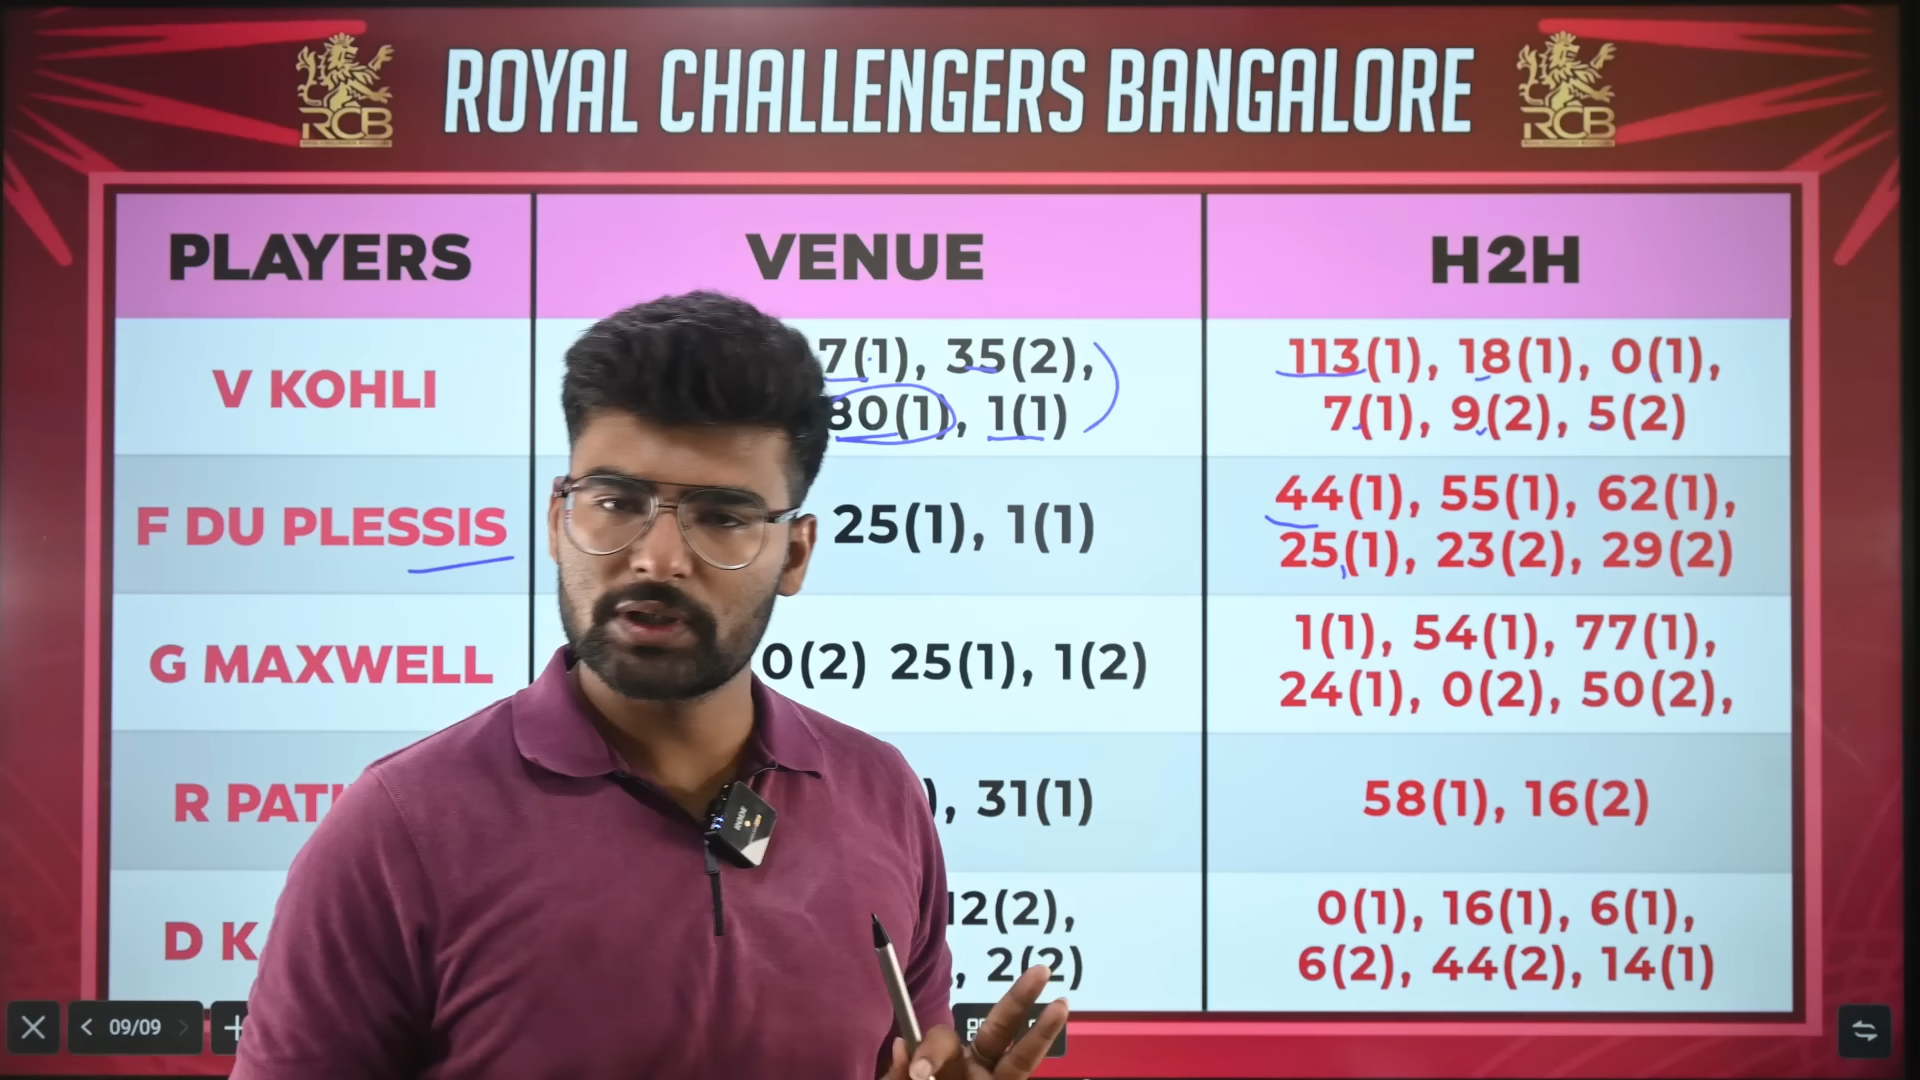 RCB
ROYAL CHALLENGERS BANGALORE
RCB
PLAYERS
VENUE
H2H
V KOHLI
7(1), 35(2),
80(1), 1(1)
113(1), 18(1), 0(1),
7(1), 9(2), 5(2)
F DU PLESSIS
25(1), 1(1)
44(1), 55(1), 62(1),
25(1), 23(2), 29(2)
G MAXWELL
0(2) 25(1), 1(2)
1(1), 54(1), 77(1),
24(1), 0(2), 50(2),
R PATI
), 31(1)
58(1), 16(2)
D K
12(2),
, 2(2)
0(1), 16(1), 6(1),
6(2), 44(2), 14(1)
RODE
09/09